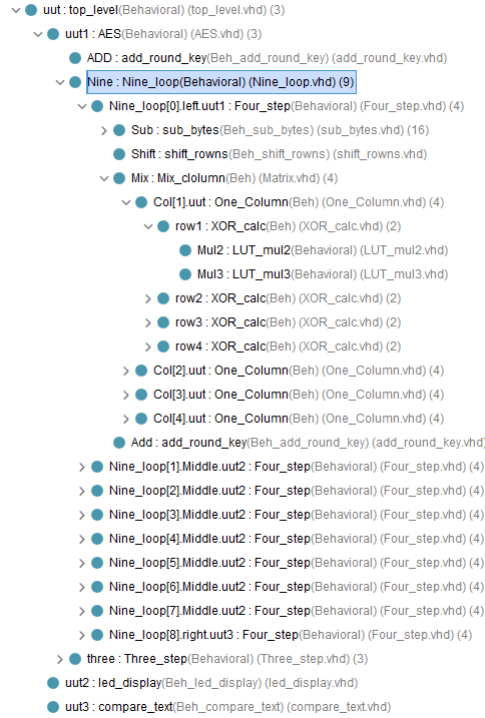 uut : top_level(Behavioral) (top_level.vhd) (3)
uut1 : AES(Behavioral) (AES.vhd) (3)
ADD : add_round_key(Beh_add_round_key) (add_round_key.vhd)
Nine : Nine_loop(Behavioral) (Nine_loop.vhd) (9)
Nine_loop[0].left.uut1 : Four_step(Behavioral) (Four_step.vhd) (4)
Sub : sub_bytes(Beh_sub_bytes) (sub_bytes.vhd) (16)
Shift : shift_rowns(Beh_shift_rowns) (shift_rowns.vhd)
Mix : Mix_clolumn(Beh) (Matrix.vhd) (4)
Col[1].uut : One_Column(Beh) (One_Column.vhd) (4)
row1 : XOR_calc(Beh) (XOR_calc.vhd) (2)
Mul2 : LUT_mul2(Behavioral) (LUT_mul2.vhd)
Mul3 : LUT_mul3(Behavioral) (LUT_mul3.vhd)
row2 : XOR_calc(Beh) (XOR_calc.vhd) (2)
row3 : XOR_calc(Beh) (XOR_calc.vhd) (2)
row4 : XOR_calc(Beh) (XOR_calc.vhd) (2)
Col[2].uut : One_Column(Beh) (One_Column.vhd) (4)
Col[3].uut : One_Column(Beh) (One_Column.vhd) (4)
Col[4].uut : One_Column(Beh) (One_Column.vhd) (4)
Add : add_round_key(Beh_add_round_key) (add_round_key.vhd)
Nine_loop[1].Middle.uut2 : Four_step(Behavioral) (Four_step.vhd) (4)
Nine_loop[2].Middle.uut2 : Four_step(Behavioral) (Four_step.vhd) (4)
Nine_loop[3].Middle.uut2 : Four_step(Behavioral) (Four_step.vhd) (4)
Nine_loop[4].Middle.uut2 : Four_step(Behavioral) (Four_step.vhd) (4)
Nine_loop[5].Middle.uut2 : Four_step(Behavioral) (Four_step.vhd) (4)
Nine_loop[6].Middle.uut2 : Four_step(Behavioral) (Four_step.vhd) (4)
Nine_loop[7].Middle.uut2 : Four_step(Behavioral) (Four_step.vhd) (4)
Nine_loop[8].right.uut3 : Four_step(Behavioral) (Four_step.vhd) (4)
three : Three_step(Behavioral) (Three_step.vhd) (3)
uut2 : led_display(Beh_led_display) (led_display.vhd)
uut3 : compare_text(Beh_compare_text) (compare_text.vhd)